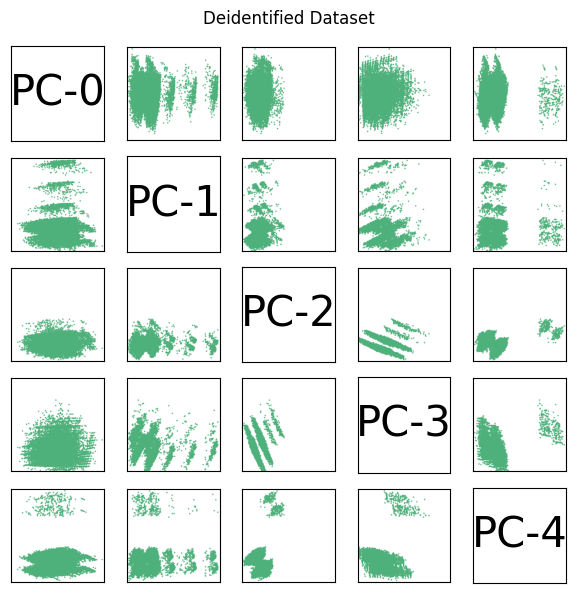 Deidentified Dataset
PC-0
PC-1
PC-2
PC-3
PC-4